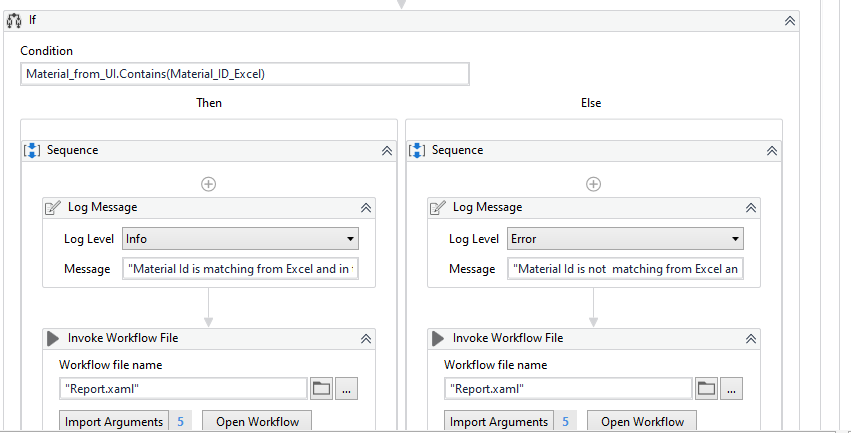 If
Condition
Material_from_UI.Contains(Material_ID_Excel)
Then
Else
Sequence
Sequence
Log Message
Log Message
Log Level Info
Log Level Error
Message "Material Id is matching from Excel and in
Message "Material Id is not  matching from Excel an
Invoke Workflow File
Invoke Workflow File
Workflow file name
Workflow file name
"Report.xaml" ...
"Report.xaml" ...
Import Arguments 5 Open Workflow
Import Arguments 5 Open Workflow